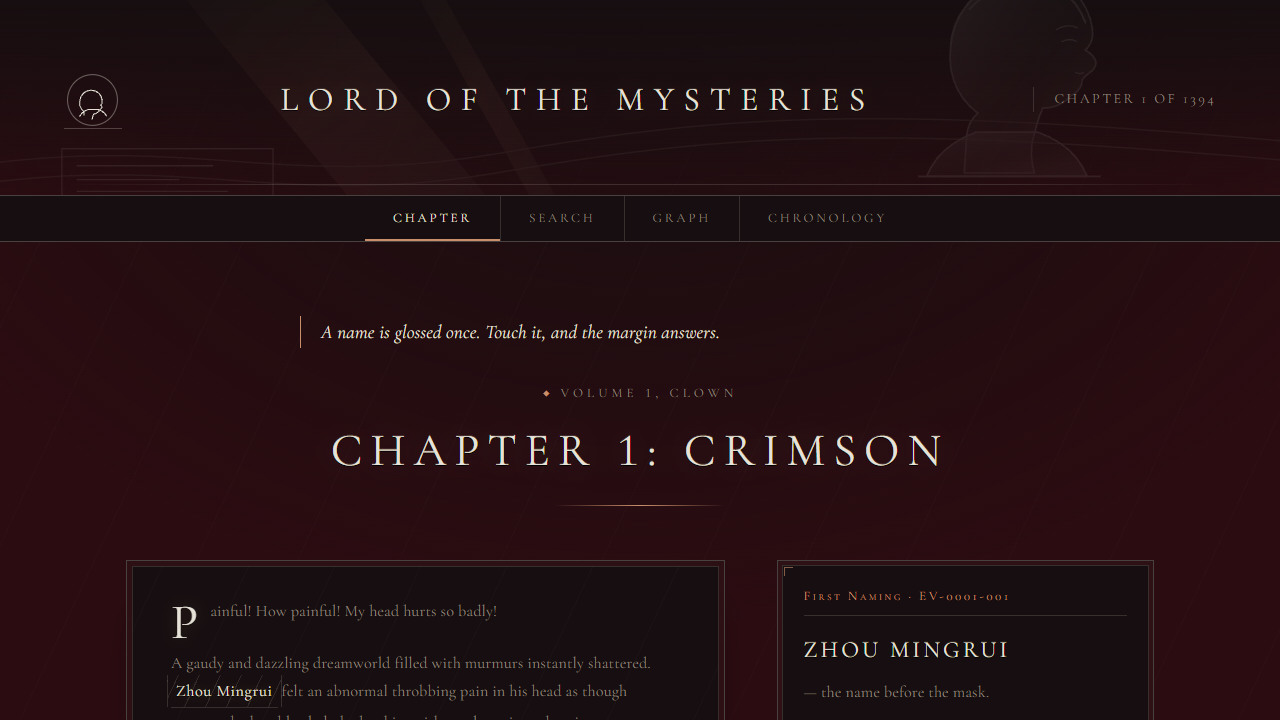 LORD OF THE MYSTERIES
CHAPTER 1 OF 1394
CHAPTER
SEARCH
GRAPH
CHRONOLOGY
A name is glossed once. Touch it, and the margin answers.
VOLUME 1, CLOWN
CHAPTER 1: CRIMSON
Painful! How painful! My head hurts so badly!
A gaudy and dazzling dreamworld filled with murmurs instantly shattered.
Zhou Mingrui felt an abnormal throbbing pain in his head as though
First Naming · EV-0001-001
ZHOU MINGRUI
— the name before the mask.